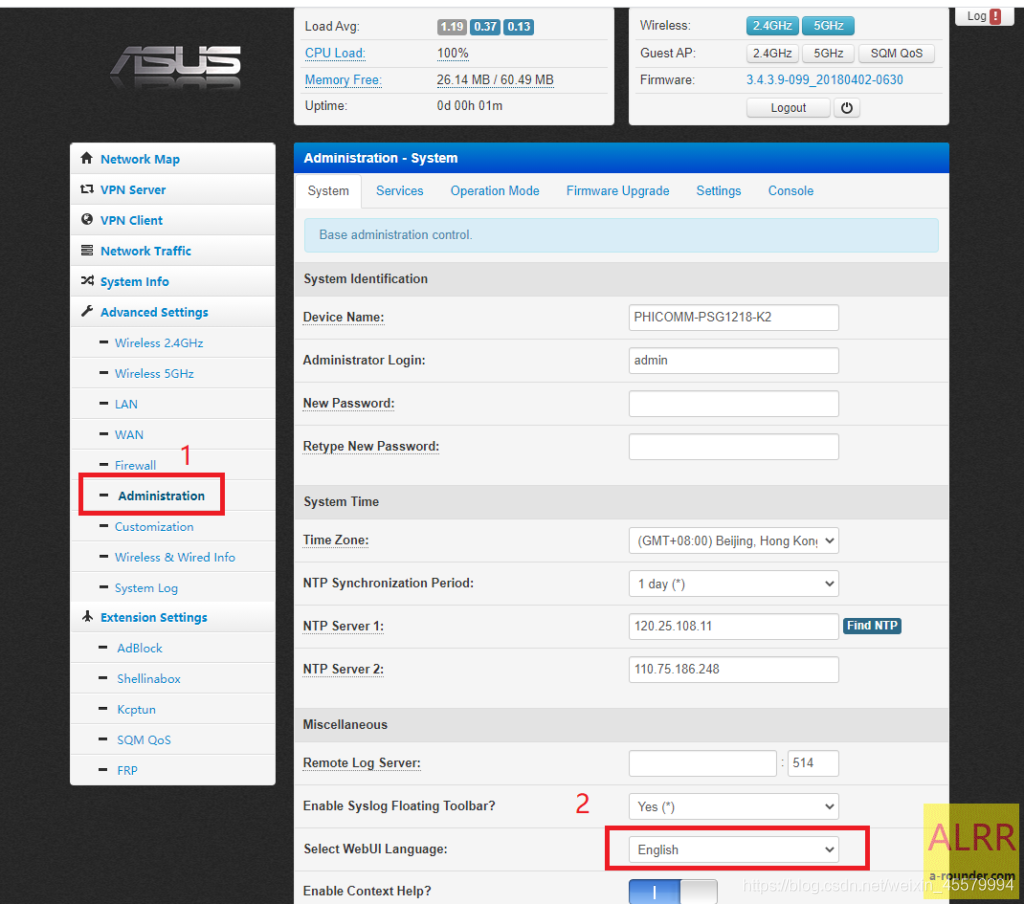 Log !
ASUS
Load Avg: 1.19 0.37 0.13
CPU Load: 100%
Memory Free: 26.14 MB / 60.49 MB
Uptime: 0d 00h 01m
Wireless: 2.4GHz 5GHz
Guest AP: 2.4GHz 5GHz SQM QoS
Firmware: 3.4.3.9-099_20180402-0630
Logout
Network Map
VPN Server
VPN Client
Network Traffic
System Info
Advanced Settings
Wireless 2.4GHz
Wireless 5GHz
LAN
WAN
Firewall
1
Administration
Customization
Wireless & Wired Info
System Log
Extension Settings
AdBlock
Shellinabox
Kcptun
SQM QoS
FRP
Administration - System
System Services Operation Mode Firmware Upgrade Settings Console
Base administration control.
System Identification
Device Name: PHICOMM-PSG1218-K2
Administrator Login: admin
New Password:
Retype New Password:
System Time
Time Zone: (GMT+08:00) Beijing, Hong Kong
NTP Synchronization Period: 1 day (*)
NTP Server 1: 120.25.108.11 Find NTP
NTP Server 2: 110.75.186.248
Miscellaneous
Remote Log Server: : 514
Enable Syslog Floating Toolbar? 2 Yes (*)
Select WebUI Language: English
Enable Context Help? I
ALRR
a-rounder.com
https://blog.csdn.net/weixin_45579994